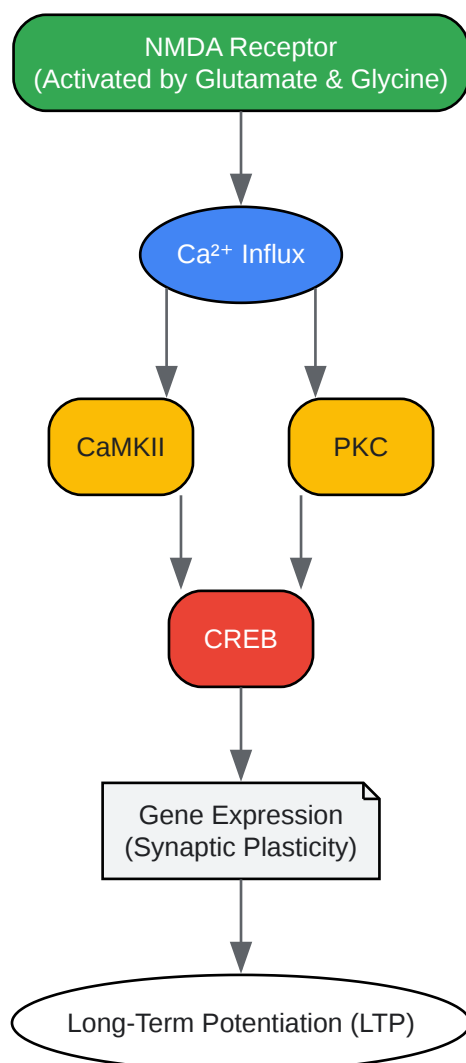 NMDA Receptor
(Activated by Glutamate & Glycine)
Ca²⁺ Influx
CaMKII
PKC
CREB
Gene Expression
(Synaptic Plasticity)
Long-Term Potentiation (LTP)